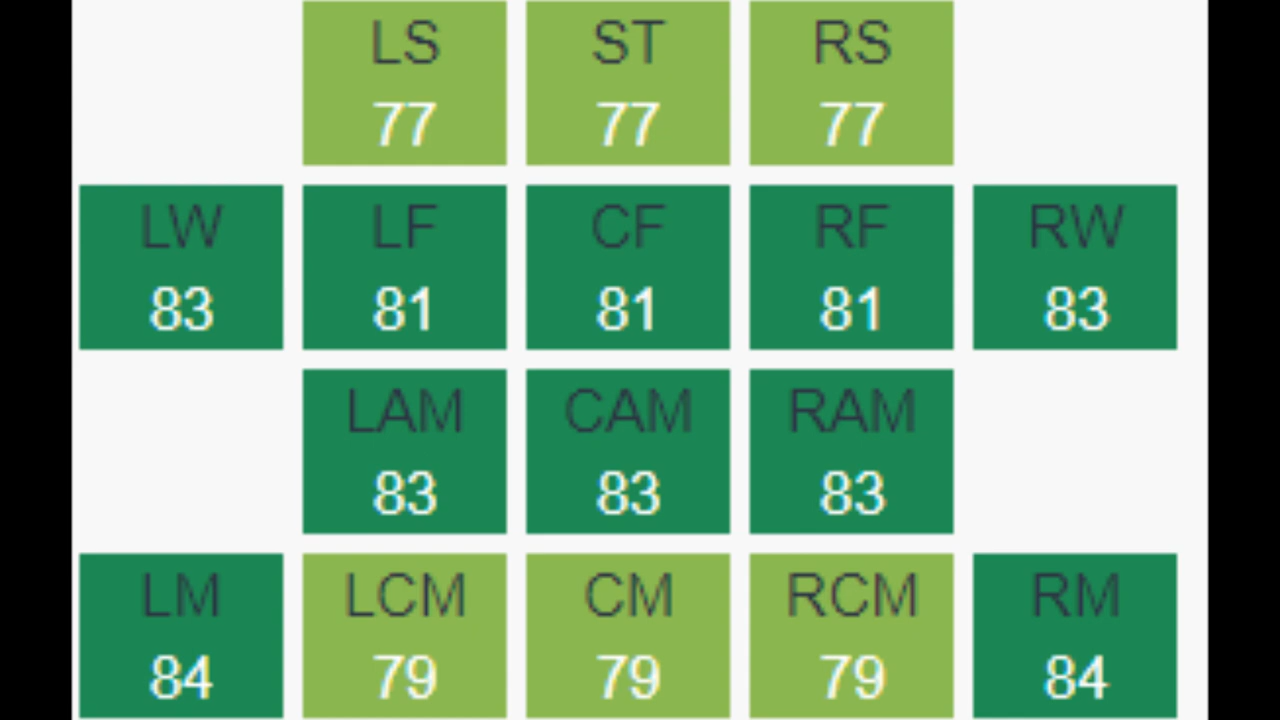 LS ST RS
77 77 77
LW LF CF RF RW
83 81 81 81 83
LAM CAM RAM
83 83 83
LM LCM CM RCM RM
84 79 79 79 84